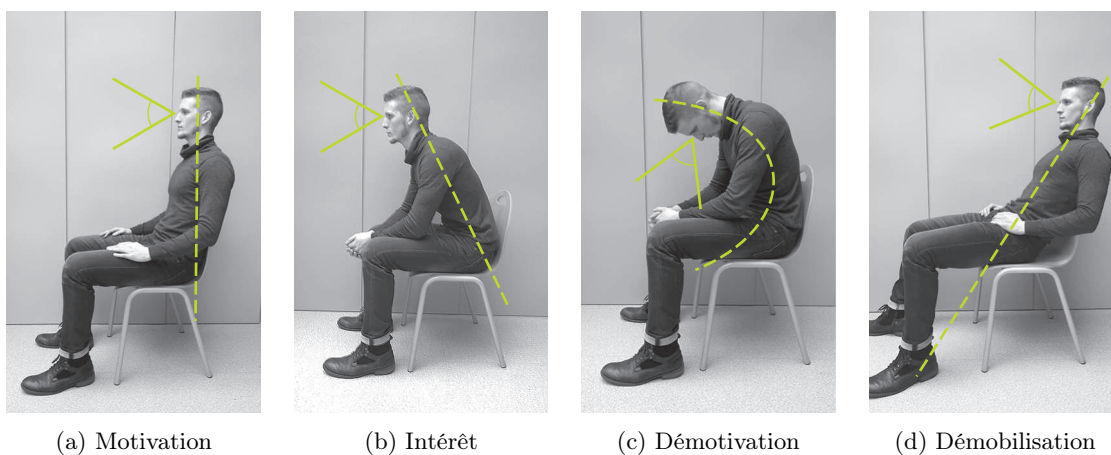 (a) Motivation
(b) Intérêt
(c) Démotivation
(d) Démobilisation